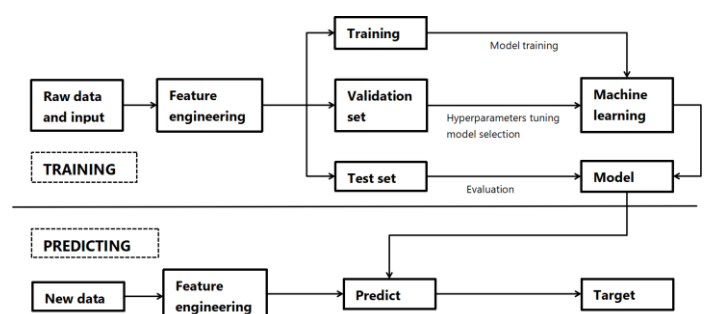 Training
Model training
Raw data
and input
Feature
engineering
Validation
set
Hyperparameters tuning
model selection
Machine
learning
TRAINING
Test set
Evaluation
Model
PREDICTING
New data
Feature
engineering
Predict
Target